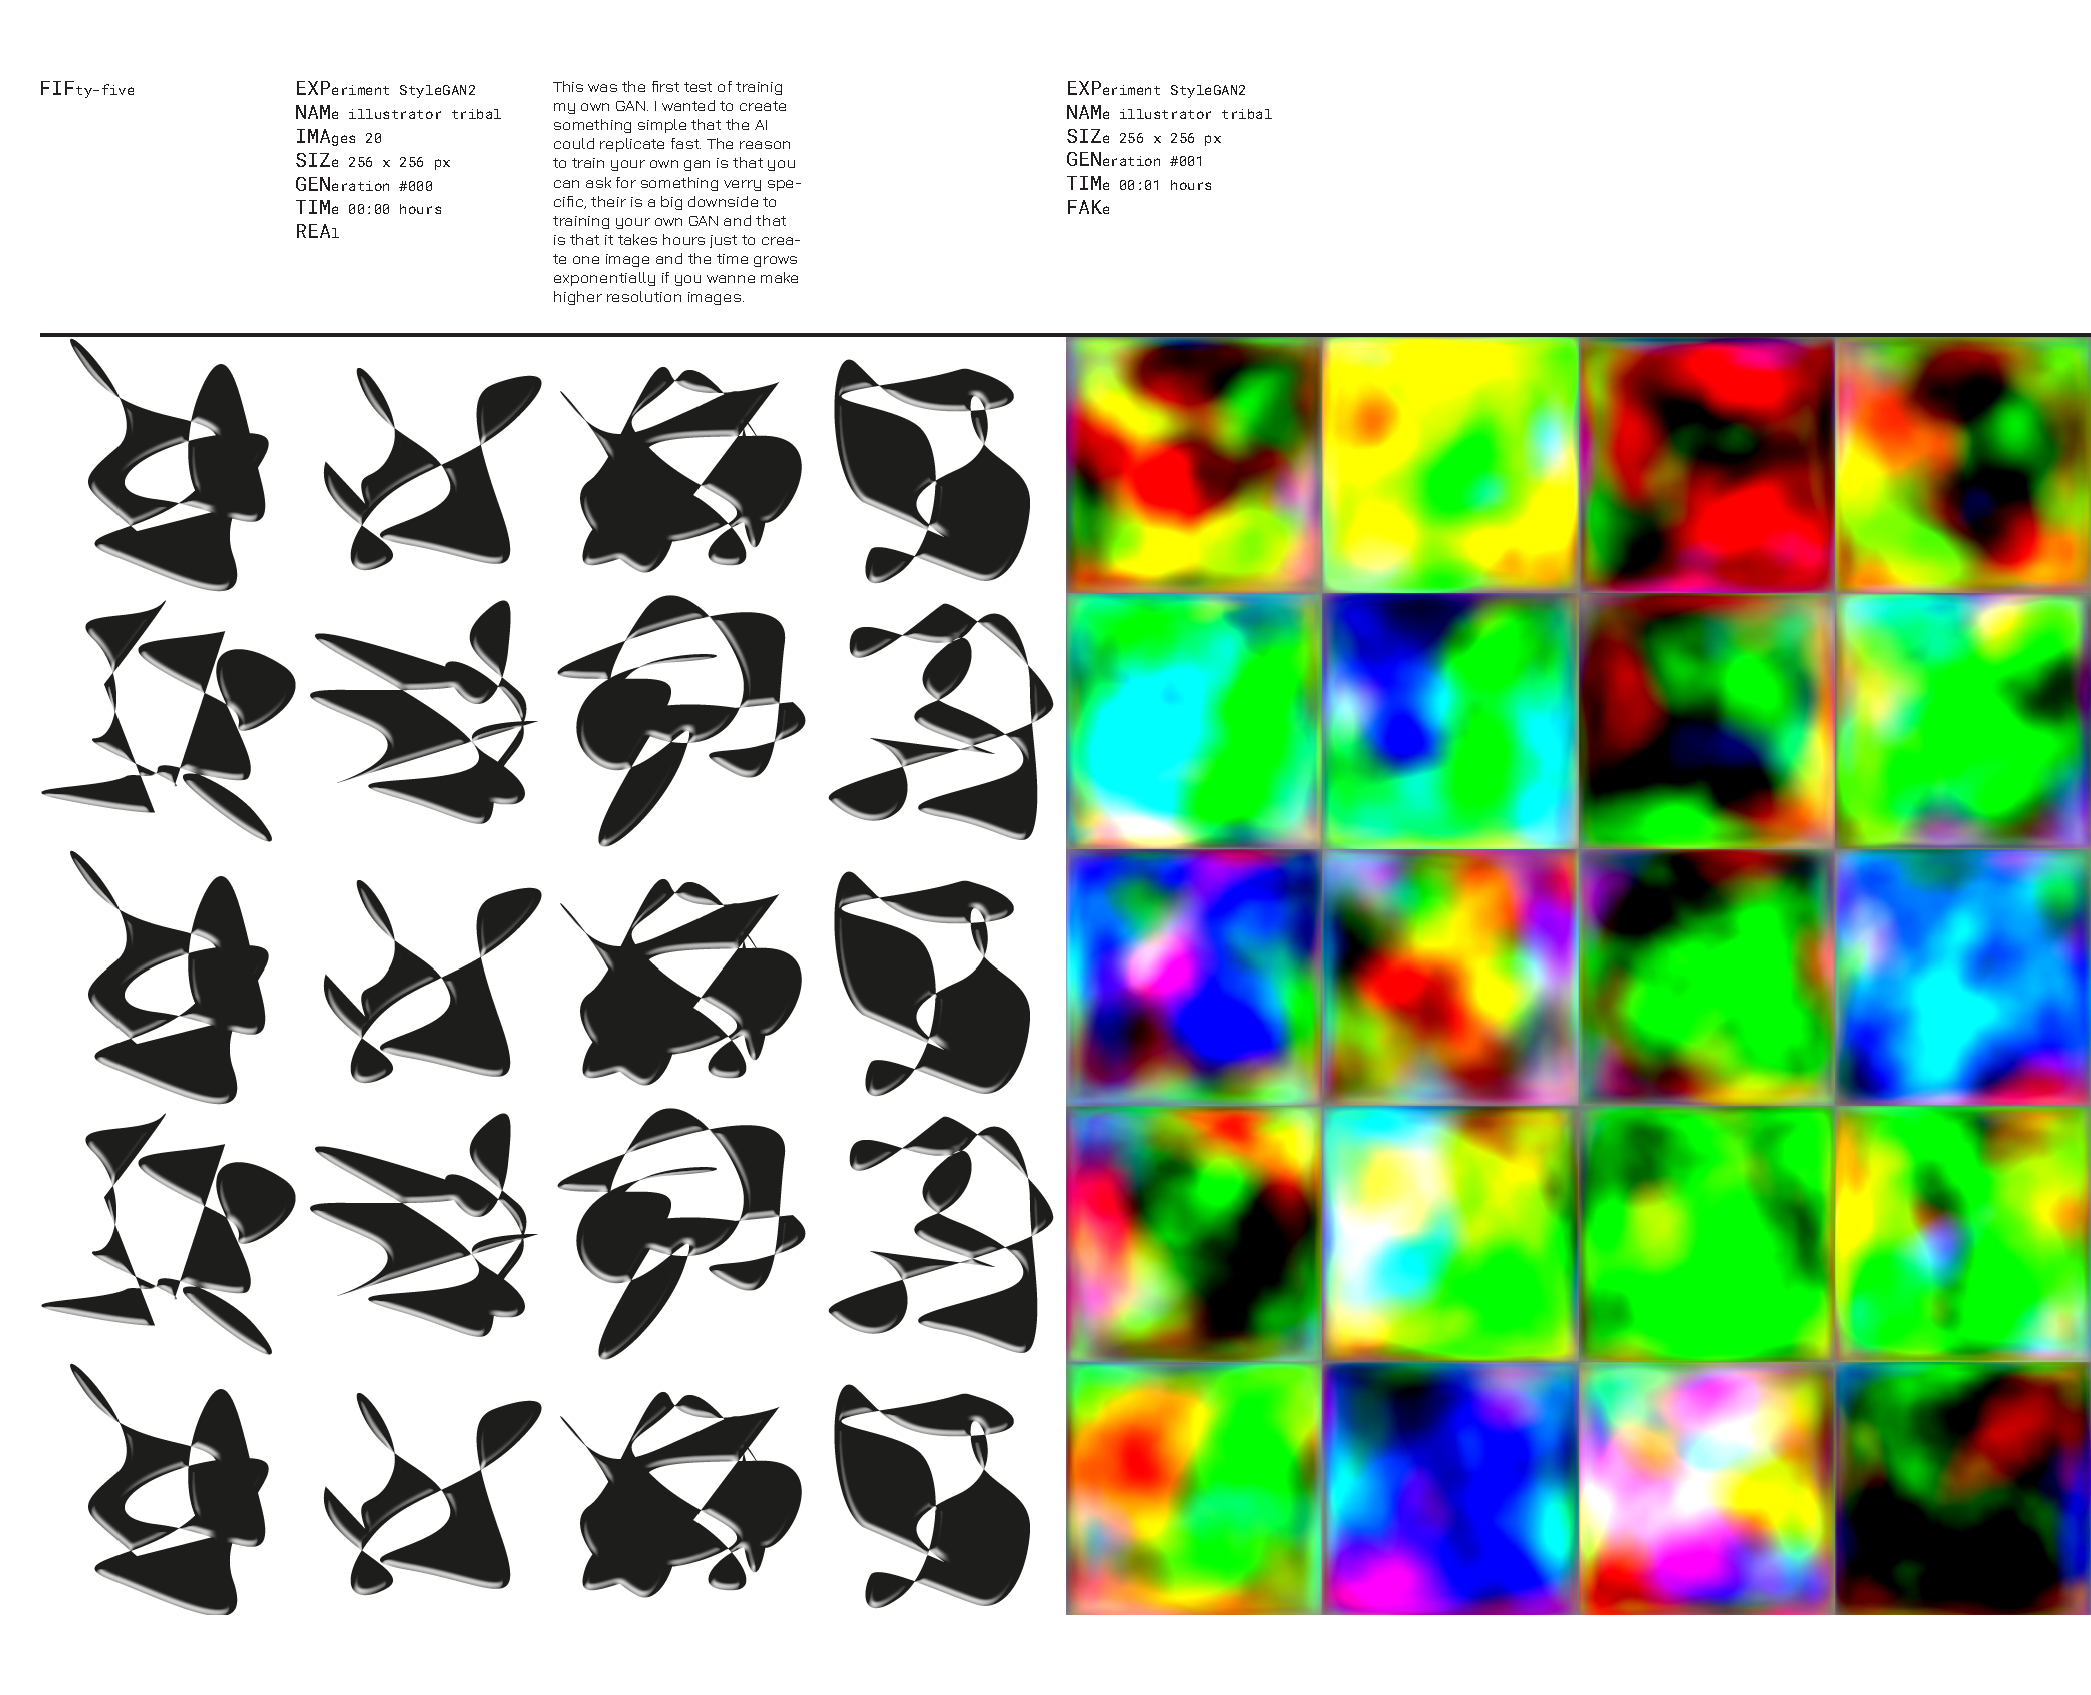 FIFty-five
EXPeriment StyleGAN2
NAMe illustrator tribal
IMAges 20
SIZe 256 x 256 px
GENeration #000
TIMe 00:00 hours
REAl
This was the first test of trainig
my own GAN. I wanted to create
something simple that the AI
could replicate fast. The reason
to train your own gan is that you
can ask for something verry spe-
cific, their is a big downside to
training your own GAN and that
is that it takes hours just to crea-
te one image and the time grows
exponentially if you wanne make
higher resolution images.
EXPeriment StyleGAN2
NAMe illustrator tribal
SIZe 256 x 256 px
GENeration #001
TIMe 00:01 hours
FAKe